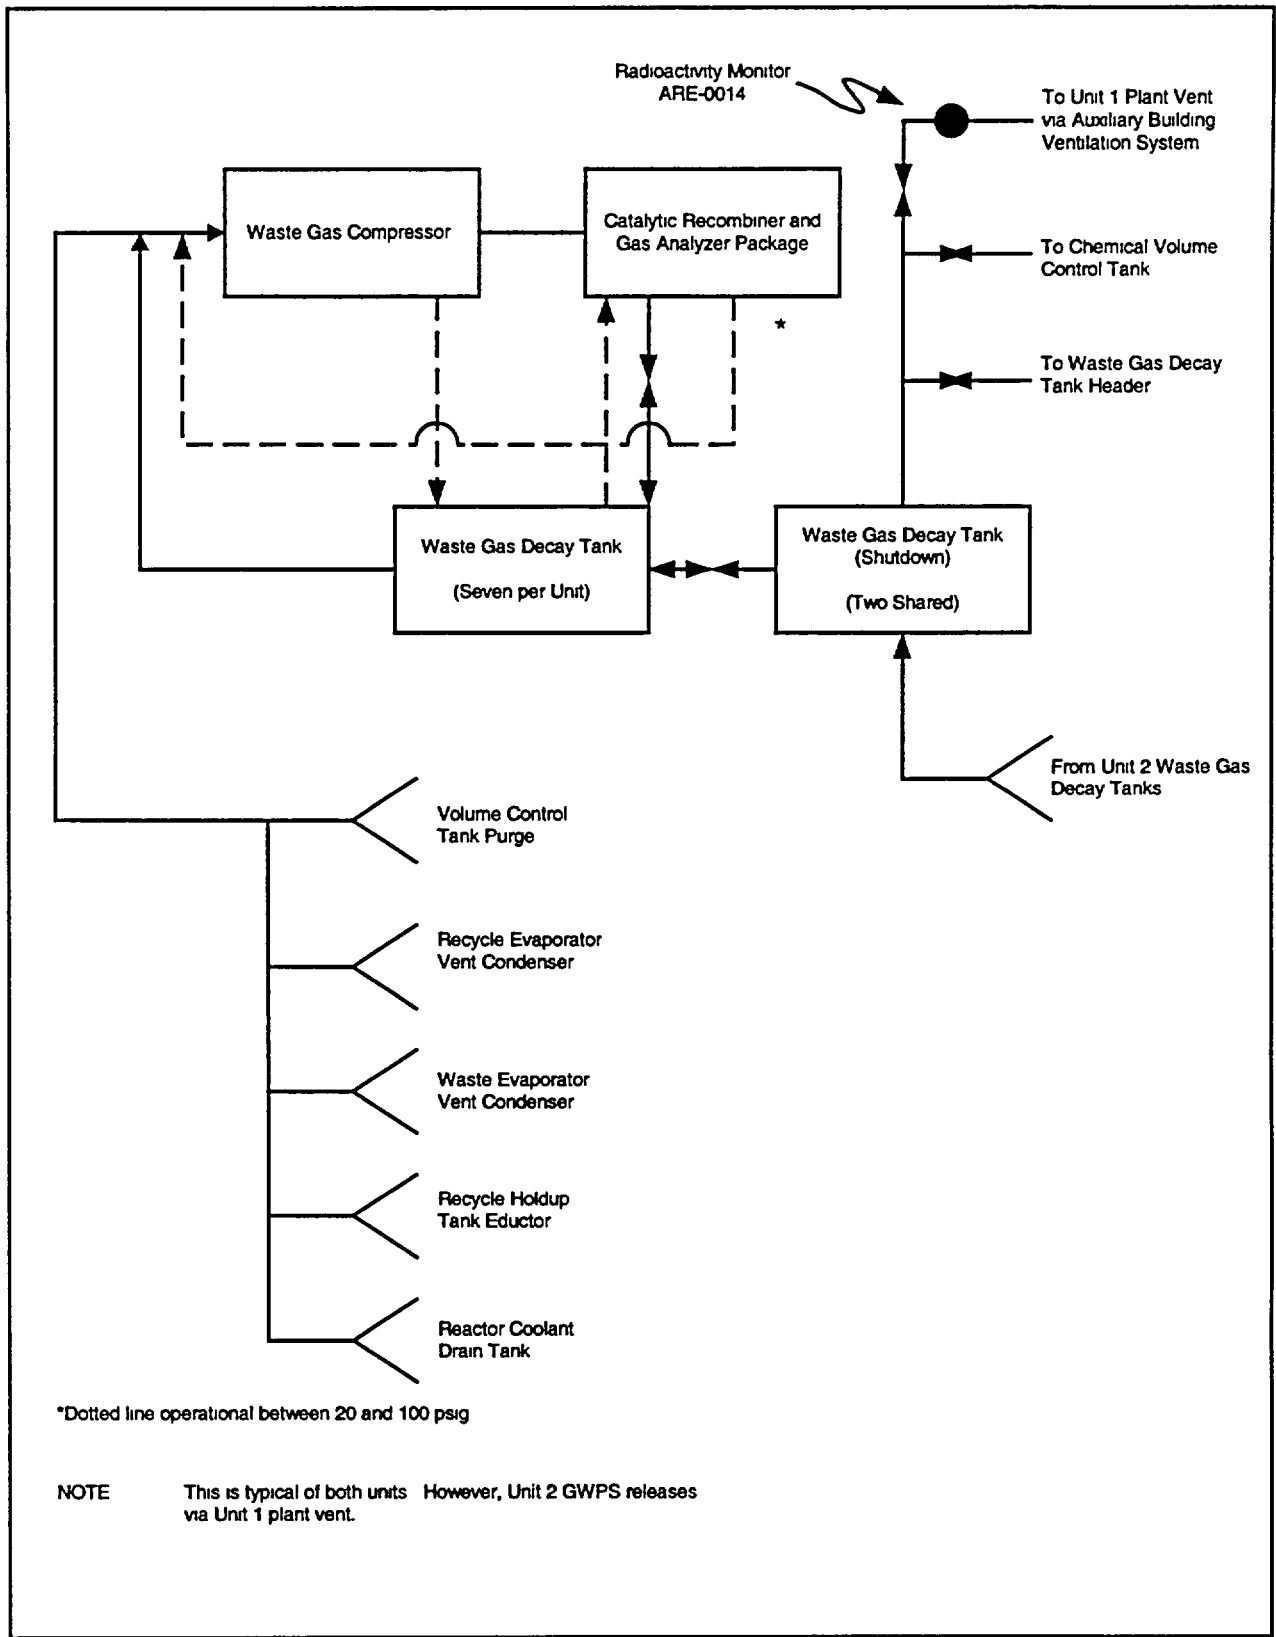 Radioactivity Monitor
ARE-0014
To Unit 1 Plant Vent
via Auxiliary Building
Ventilation System
Waste Gas Compressor
Catalytic Recombiner and
Gas Analyzer Package
To Chemical Volume
Control Tank
*
To Waste Gas Decay
Tank Header
Waste Gas Decay Tank
(Seven per Unit)
Waste Gas Decay Tank
(Shutdown)
(Two Shared)
From Unit 2 Waste Gas
Decay Tanks
Volume Control
Tank Purge
Recycle Evaporator
Vent Condenser
Waste Evaporator
Vent Condenser
Recycle Holdup
Tank Eductor
Reactor Coolant
Drain Tank
*Dotted line operational between 20 and 100 psig
NOTE This is typical of both units However, Unit 2 GWPS releases
via Unit 1 plant vent.